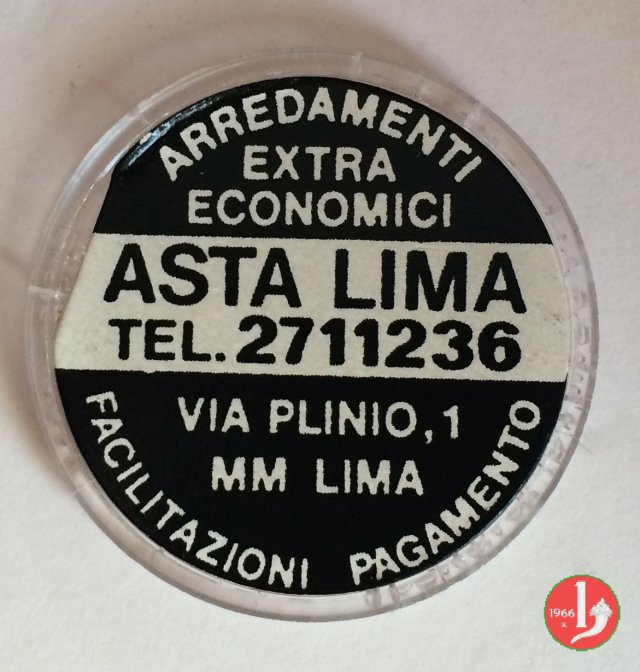 ARREDAMENTI
EXTRA
ECONOMICI
ASTA LIMA
TEL. 2711236
VIA PLINIO, 1
MM LIMA
FACILITAZIONI PAGAMENTO
1966